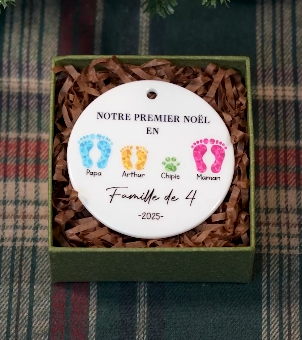 NOTRE PREMIER NOËL
EN
Papa Arthur Chipie Maman
Famille de 4
-2025-